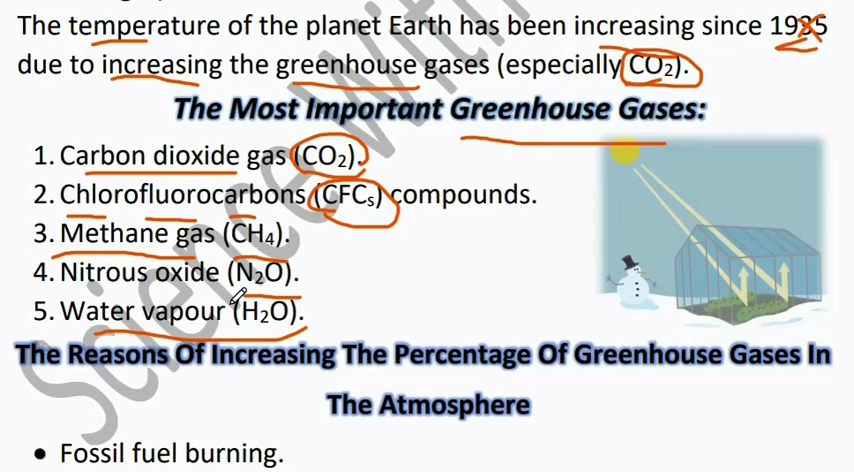 The temperature of the planet Earth has been increasing since 1935
due to increasing the greenhouse gases (especially CO₂).
The Most Important Greenhouse Gases:
1. Carbon dioxide gas (CO₂).
2. Chlorofluorocarbons (CFCₛ) compounds.
3. Methane gas (CH₄).
4. Nitrous oxide (N₂O).
5. Water vapour (H₂O).
The Reasons Of Increasing The Percentage Of Greenhouse Gases In
The Atmosphere
• Fossil fuel burning.
Science With